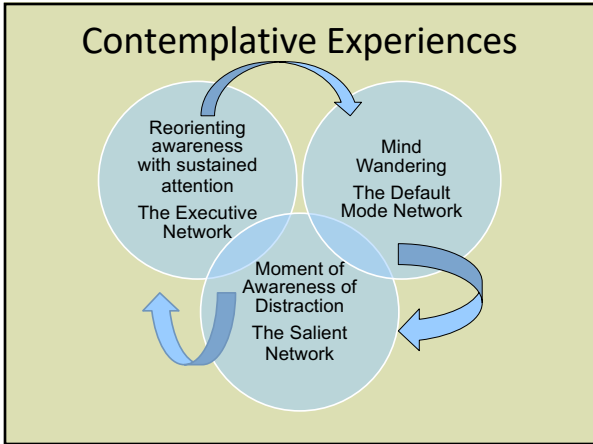 Contemplative Experiences
Reorienting
awareness
with sustained
attention
The Executive
Network
Mind
Wandering
The Default
Mode Network
Moment of
Awareness of
Distraction
The Salient
Network